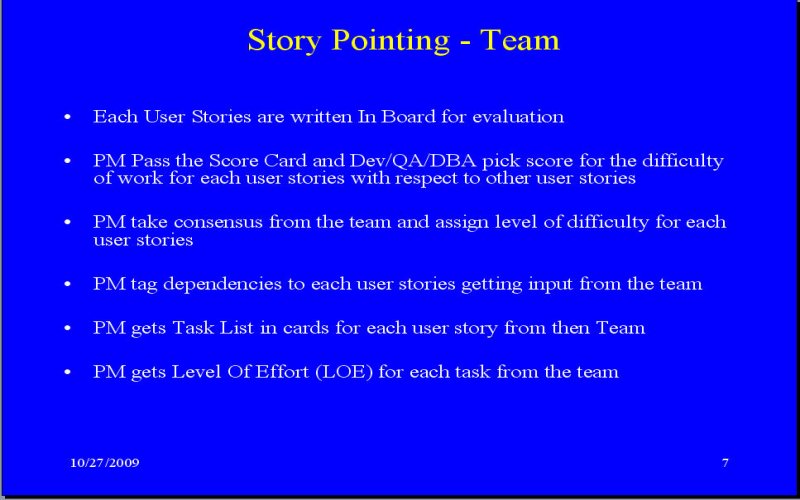 Story Pointing - Team
• Each User Stories are written In Board for evaluation
• PM Pass the Score Card and Dev/QA/DBA pick score for the difficulty
of work for each user stories with respect to other user stories
• PM take consensus from the team and assign level of difficulty for each
user stories
• PM tag dependencies to each user stories getting input from the team
• PM gets Task List in cards for each user story from then Team
• PM gets Level Of Effort (LOE) for each task from the team
10/27/2009
7